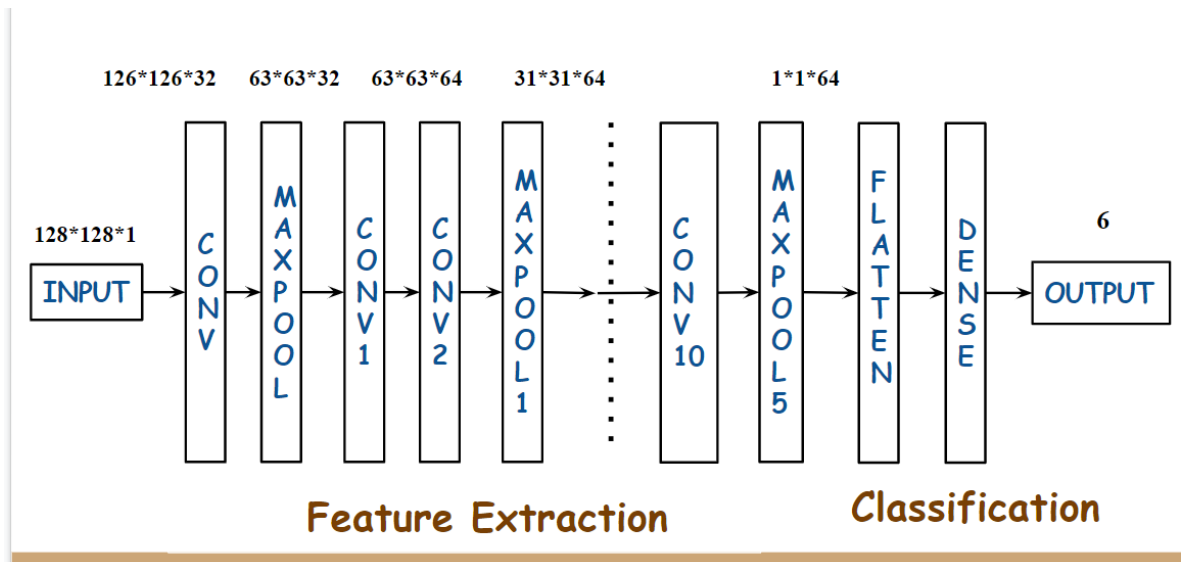 126*126*32
63*63*32
63*63*64
31*31*64
1*1*64
128*128*1
INPUT
CONV
MAXPOOL
CONV1
CONV2
MAXPOOL1
CONV10
MAXPOOL5
FLATTEN
DENSE
6
OUTPUT
Feature Extraction
Classification